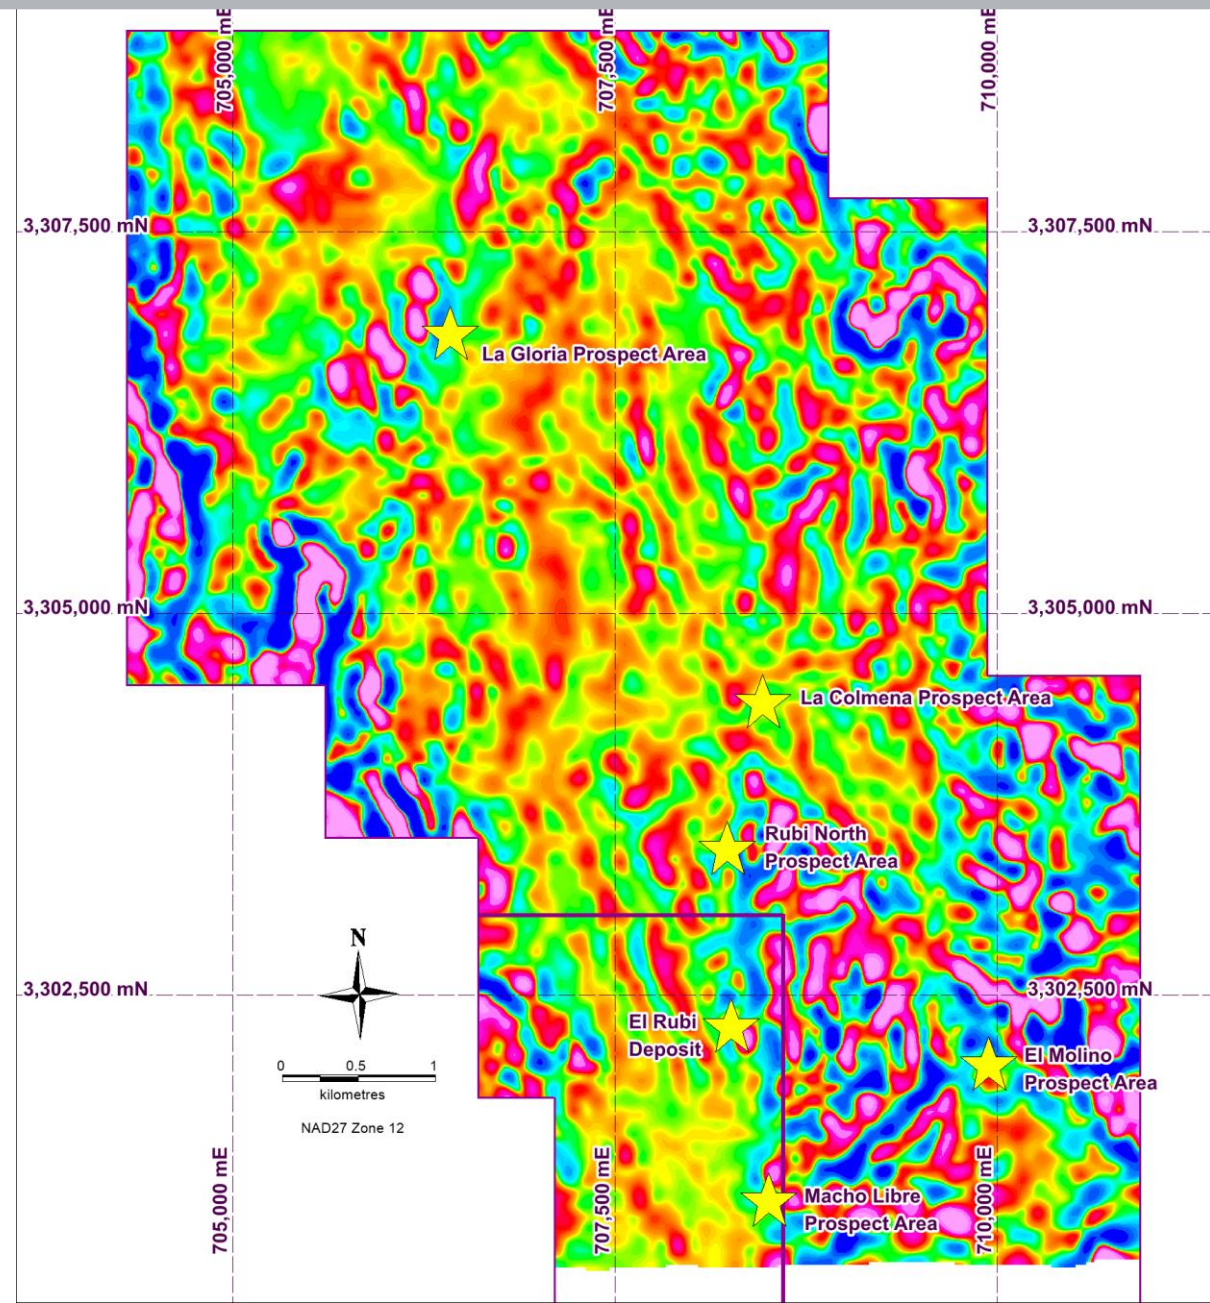 705,000 mE
707,500 mE
710,000 mE
3,307,500 mN
3,307,500 mN
La Gloria Prospect Area
3,305,000 mN
3,305,000 mN
La Colmena Prospect Area
Rubi North
Prospect Area
N
3,302,500 mN
3,302,500 mN
El Rubi
Deposit
El Molino
Prospect Area
0 0.5 1
kilometres
NAD27 Zone 12
Macho Libre
Prospect Area
705,000 mE
707,500 mE
710,000 mE